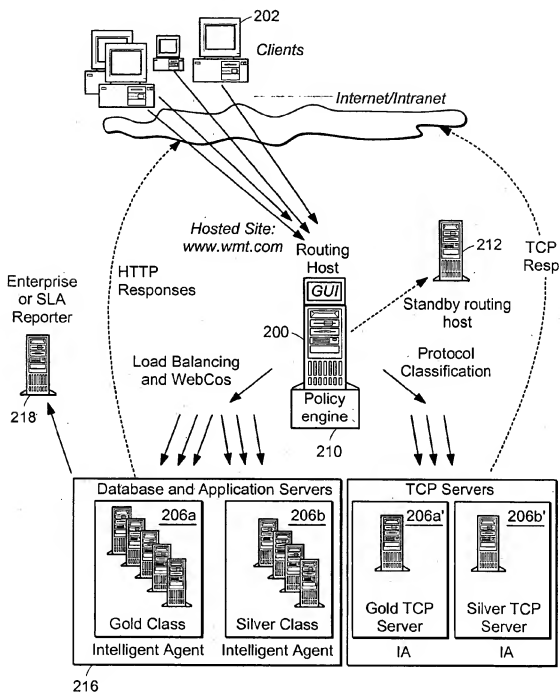 202
Clients
Internet/Intranet
Hosted Site:
www.wmt.com
Routing
Host
GUI
200
Policy
engine
210
212
Standby routing
host
TCP
Resp
HTTP
Responses
Enterprise
or SLA
Reporter
218
Load Balancing
and WebCos
Protocol
Classification
Database and Application Servers
206a
Gold Class
Intelligent Agent
206b
Silver Class
Intelligent Agent
TCP Servers
206a'
Gold TCP
Server
IA
206b'
Silver TCP
Server
IA
216